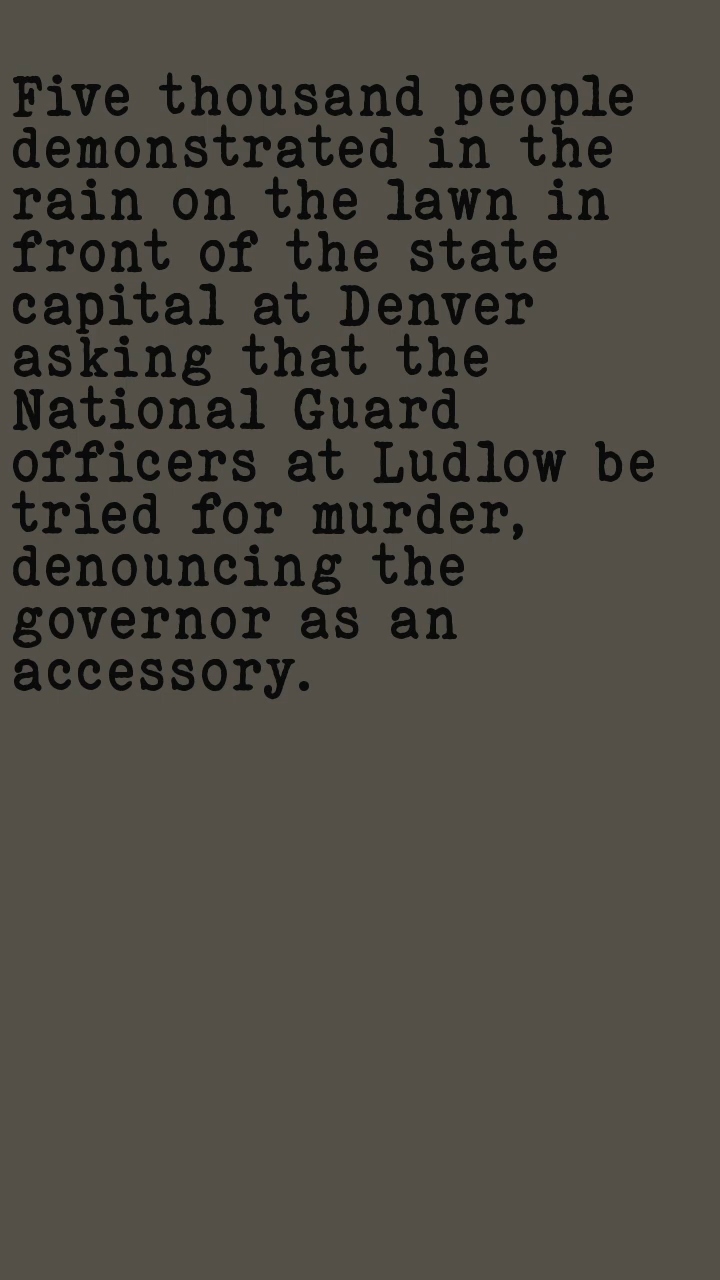 Five thousand people
demonstrated in the
rain on the lawn in
front of the state
capital at Denver
asking that the
National Guard
officers at Ludlow be
tried for murder,
denouncing the
governor as an
accessory.